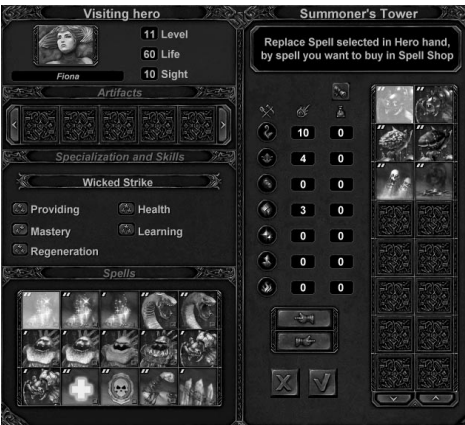 Visiting hero
11 Level
60 Life
10 Sight
Fiona
Artifacts
Specialization and Skills
Wicked Strike
Providing
Health
Mastery
Learning
Regeneration
Spells
Summoner's Tower
Replace Spell selected in Hero hand,
by spell you want to buy in Spell Shop
10 0
4 0
0 0
3 0
0 0
0 0
0 0